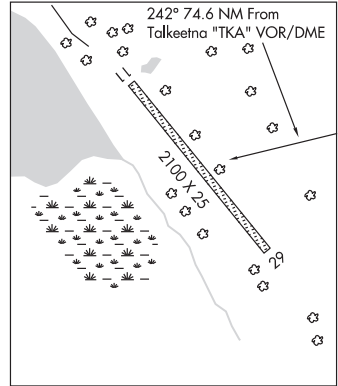 242° 74.6 NM From
Talkeetna "TKA" VOR/DME
11
2100 X 25
29